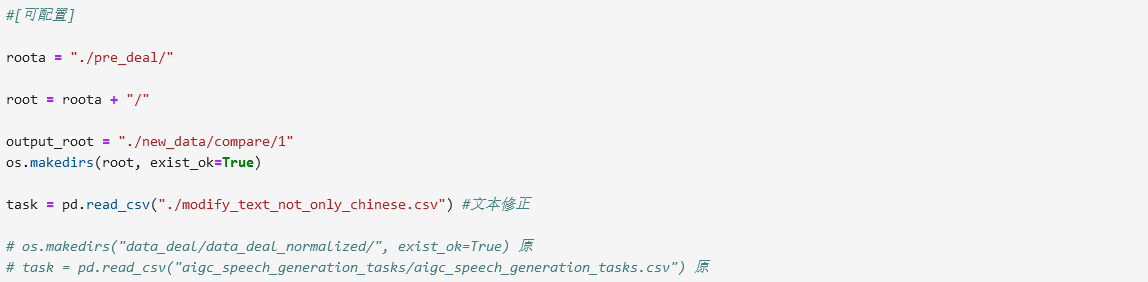 #[可配置]
roota = "./pre_deal/"
root = roota + "/"
output_root = "./new_data/compare/1"
os.makedirs(root, exist_ok=True)
task = pd.read_csv("./modify_text_not_only_chinese.csv") #文本修正
# os.makedirs("data_deal/data_deal_normalized/", exist_ok=True) 原
# task = pd.read_csv("aigc_speech_generation_tasks/aigc_speech_generation_tasks.csv") 原